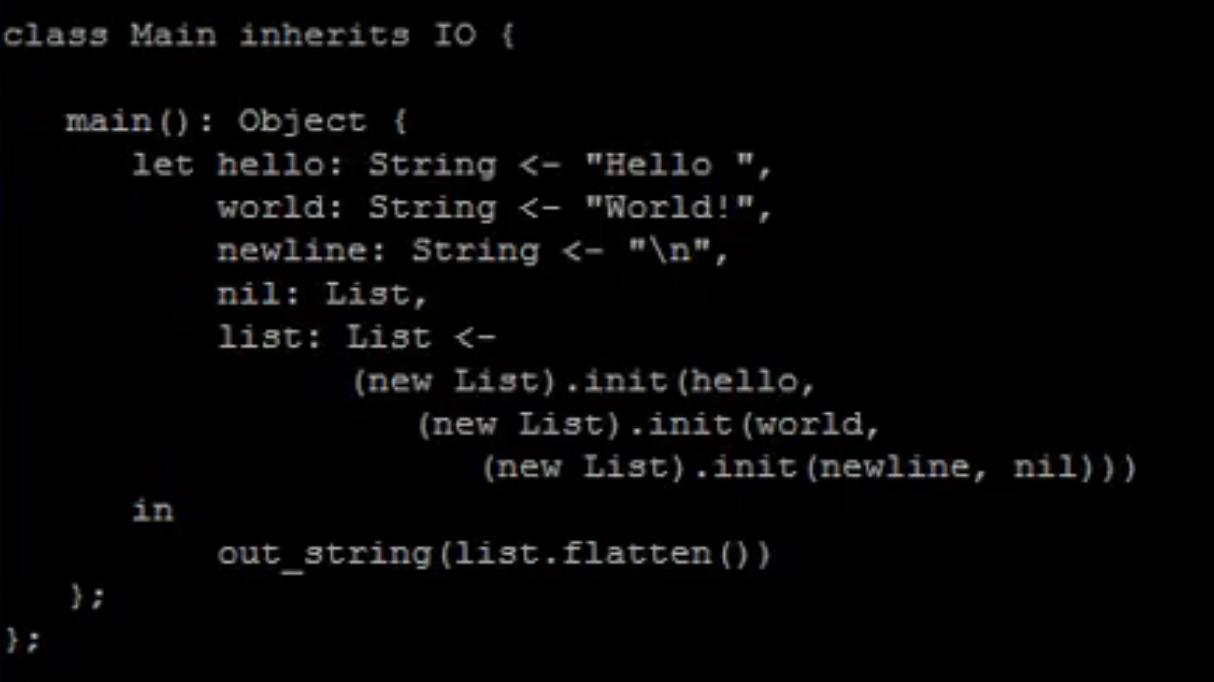 class Main inherits IO {
main(): Object {
let hello: String <- "Hello ",
world: String <- "World!",
newline: String <- "\n",
nil: List,
list: List <-
(new List).init(hello,
(new List).init(world,
(new List).init(newline, nil)))
in
out_string(list.flatten())
};
};